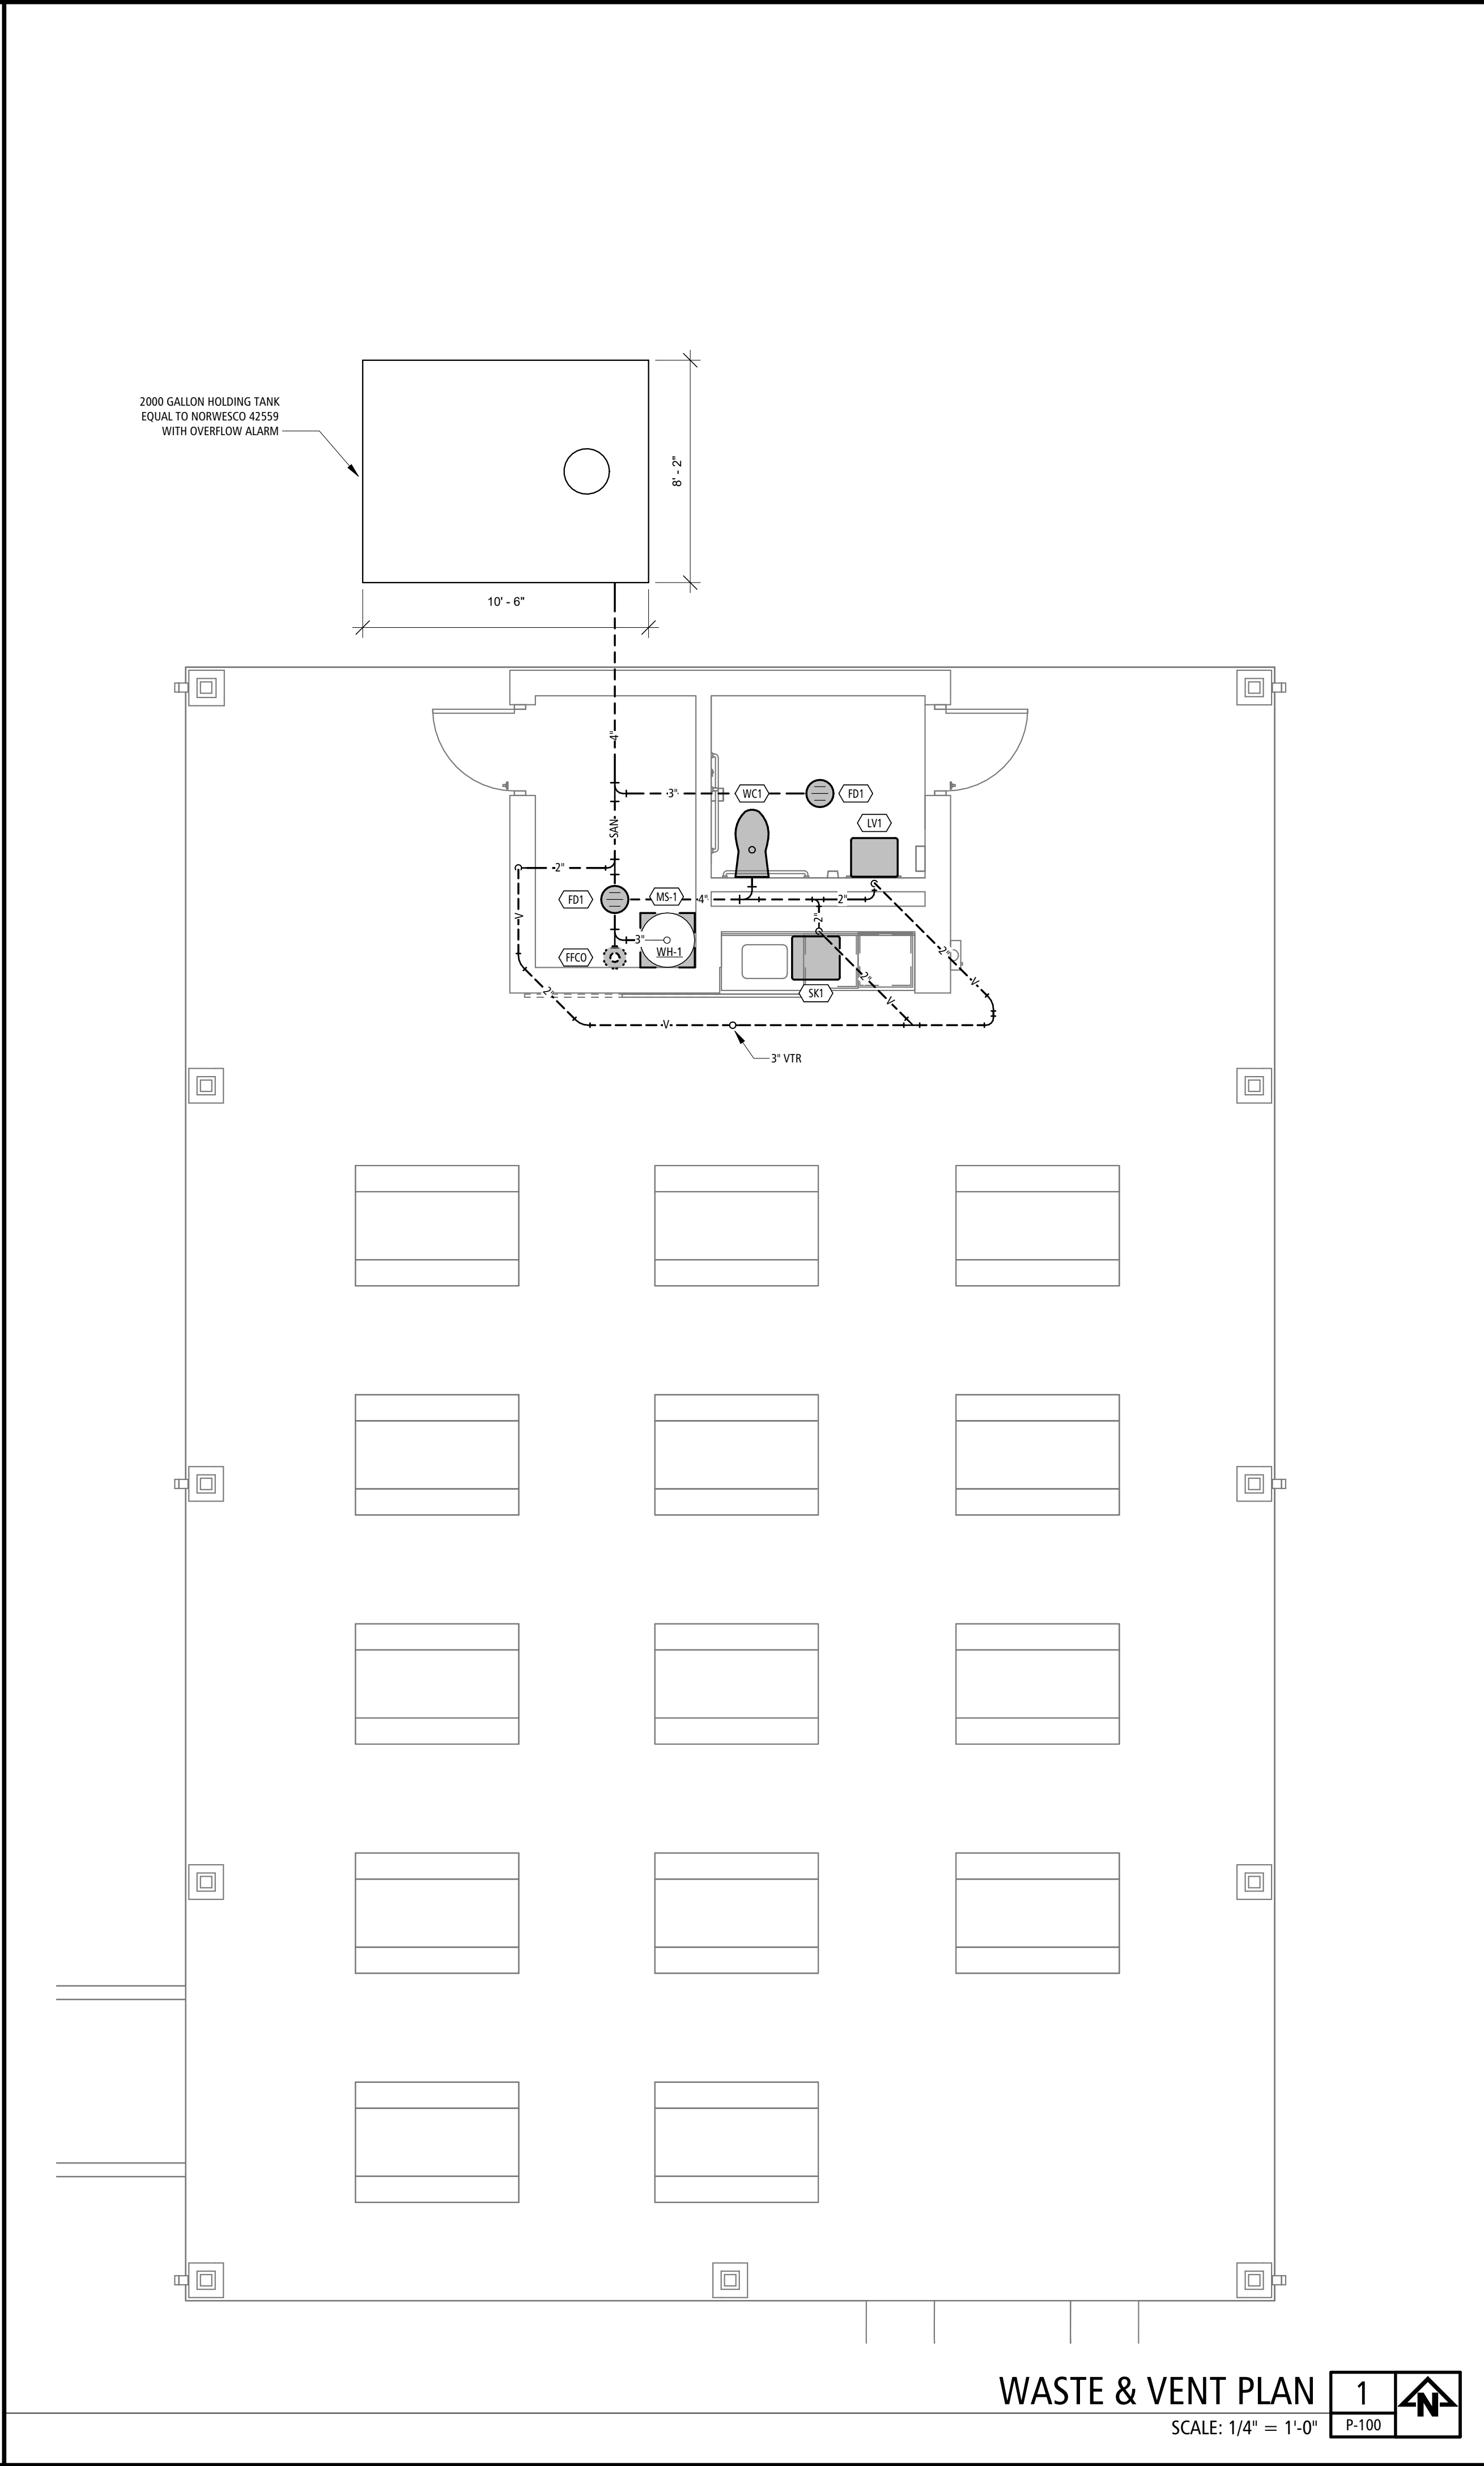 2000 GALLON HOLDING TANK
EQUAL TO NORWESCO 42559
WITH OVERFLOW ALARM
8' - 2"
10' - 6"
4"
3"
WC1
FD1
LV1
SAN
2"
FD1
MS-1
4"
2"
2"
V
3"
WH-1
FFCO
2"
2"
2"
V
V
SK1
V
3" VTR
WASTE & VENT PLAN
1
N
SCALE: 1/4" = 1'-0"
P-100